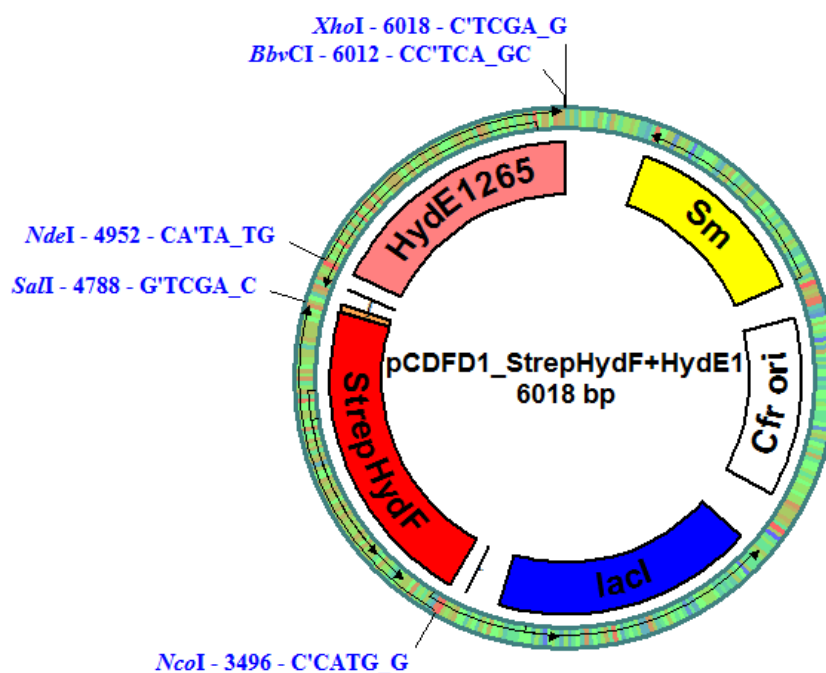 XhoI - 6018 - C'TCGA_G
BbvCI - 6012 - CC'TCA_GC
HydE1265
Sm
NdeI - 4952 - CA'TA_TG
SalI - 4788 - G'TCGA_C
pCDFD1_StrepHydF+HydE1
6018 bp
Cfr ori
StrepHydF
lacI
NcoI - 3496 - C'CATG_G